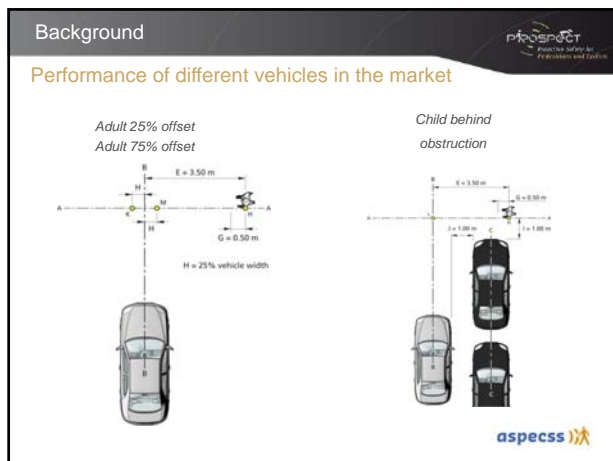 Background
PROSPECT
Proactive Safety for
Pedestrians and Cyclists
Performance of different vehicles in the market
Adult 25% offset
Adult 75% offset
B
E = 3.50 m
H
A
K
M
H
A
H
G = 0.50 m
H = 25% vehicle width
B
Child behind
obstruction
B
E = 3.50 m
G = 0.50 m
A
L
A
C
J = 1.00 m
I = 1.00 m
B
C
aspecss